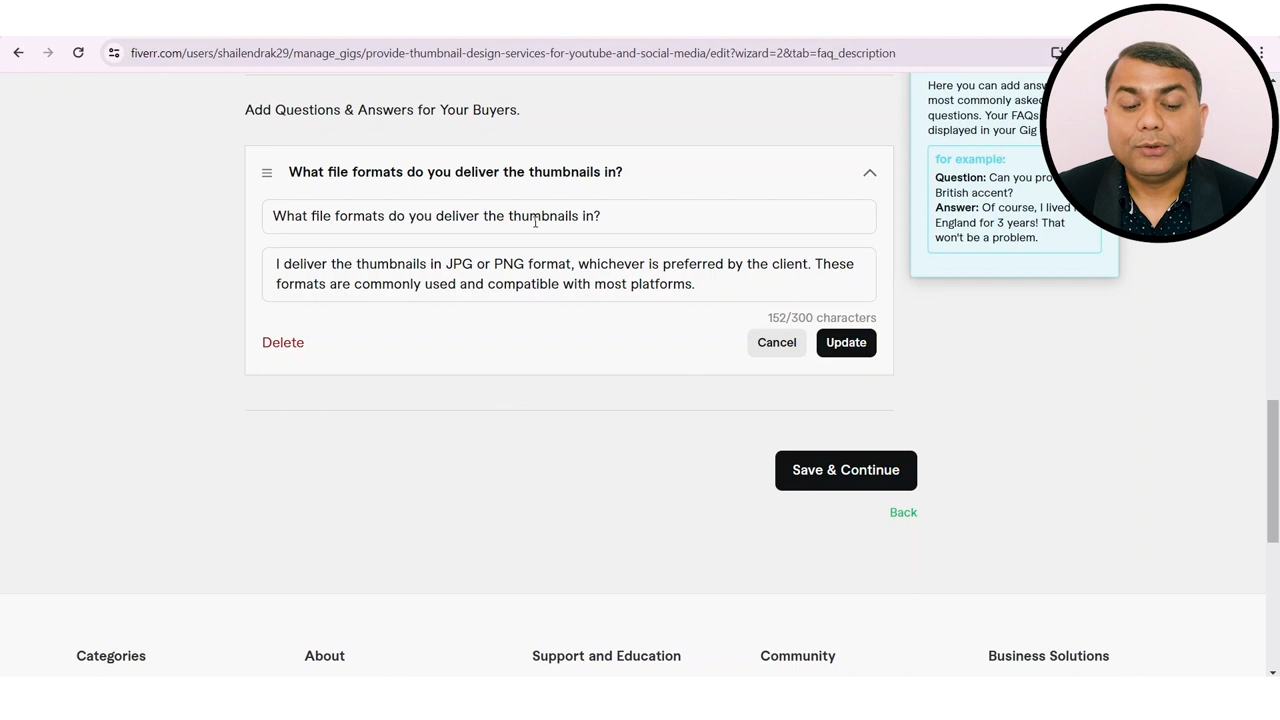 fiverr.com/users/shailendrak29/manage_gigs/provide-thumbnail-design-services-for-youtube-and-social-media/edit?wizard=2&tab=faq_description
Add Questions & Answers for Your Buyers.
What file formats do you deliver the thumbnails in?
What file formats do you deliver the thumbnails in?
I deliver the thumbnails in JPG or PNG format, whichever is preferred by the client. These
formats are commonly used and compatible with most platforms.
152/300 characters
Delete
Cancel
Update
Save & Continue
Back
Here you can add
most commonly
questions. Your FAQs
displayed in your Gig
for example:
Question: Can you
British accent?
Answer: Of course, I lived
England for 3 years! That
won't be a problem.
Categories
About
Support and Education
Community
Business Solutions